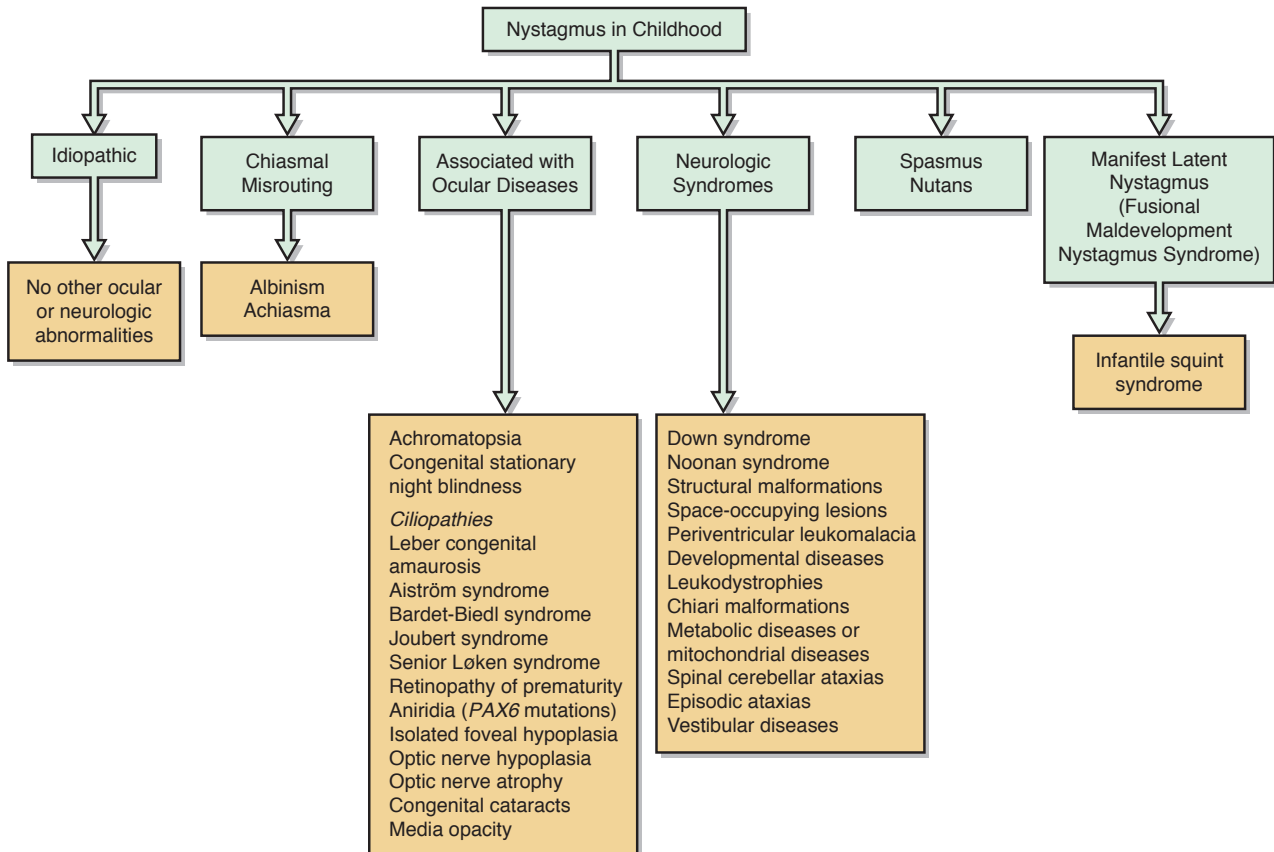 Nystagmus in Childhood
Idiopathic
No other ocular
or neurologic
abnormalities
Chiasmal
Misrouting
Albinism
Achiasma
Associated with
Ocular Diseases
Achromatopsia
Congenital stationary
night blindness
Ciliopathies
Leber congenital
amaurosis
Aiström syndrome
Bardet-Biedl syndrome
Joubert syndrome
Senior Løken syndrome
Retinopathy of prematurity
Aniridia (PAX6 mutations)
Isolated foveal hypoplasia
Optic nerve hypoplasia
Optic nerve atrophy
Congenital cataracts
Media opacity
Neurologic
Syndromes
Down syndrome
Noonan syndrome
Structural malformations
Space-occupying lesions
Periventricular leukomalacia
Developmental diseases
Leukodystrophies
Chiari malformations
Metabolic diseases or
mitochondrial diseases
Spinal cerebellar ataxias
Episodic ataxias
Vestibular diseases
Spasmus
Nutans
Manifest Latent
Nystagmus
(Fusional
Maldevelopment
Nystagmus Syndrome)
Infantile squint
syndrome